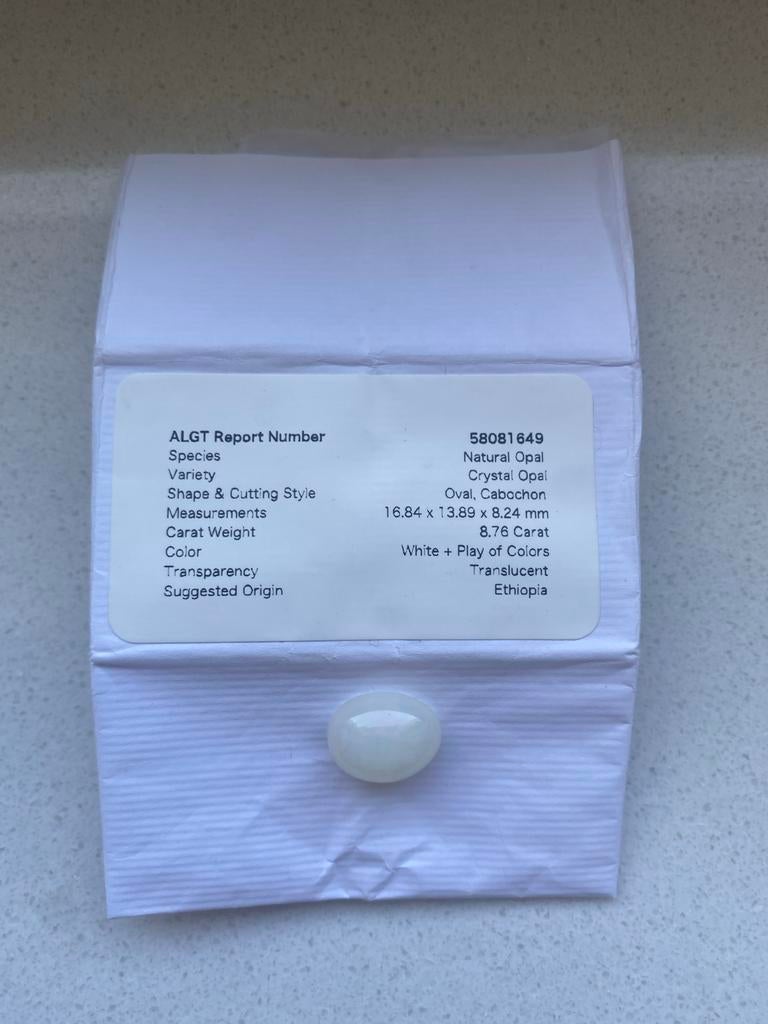 ALGT Report Number 58081649
Species Natural Opal
Variety Crystal Opal
Shape & Cutting Style Oval, Cabochon
Measurements 16.84 x 13.89 x 8.24 mm
Carat Weight 8.76 Carat
Color White + Play of Colors
Transparency Translucent
Suggested Origin Ethiopia